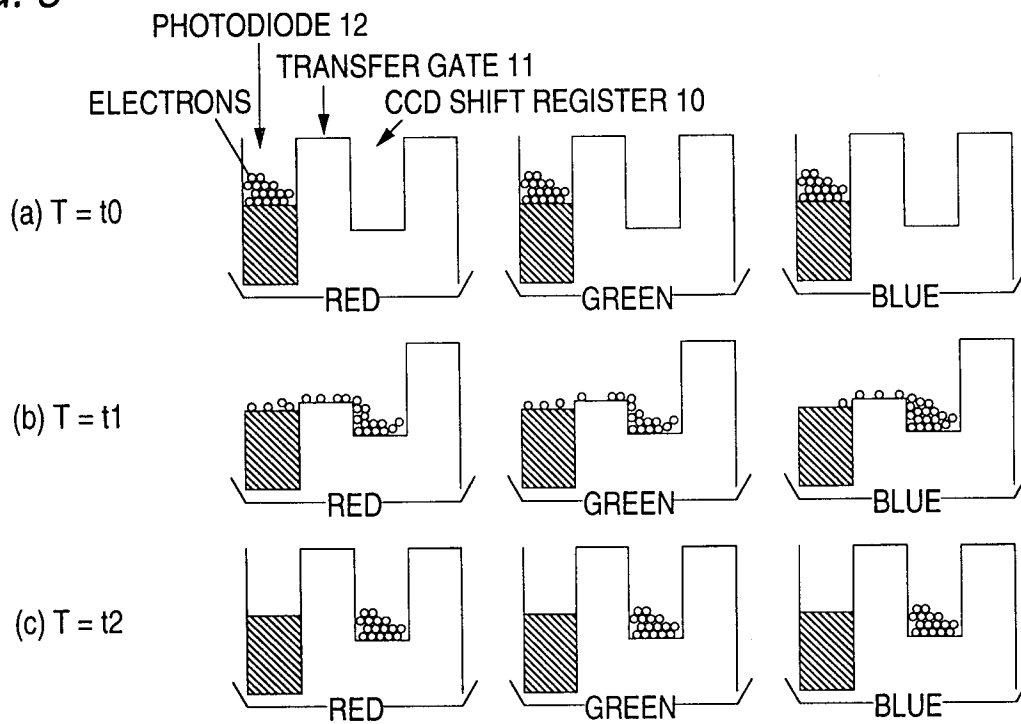 PHOTODIODE 12
TRANSFER GATE 11
ELECTRONS
CCD SHIFT REGISTER 10
(a) T = t0
RED
GREEN
BLUE
(b) T = t1
RED
GREEN
BLUE
(c) T = t2
RED
GREEN
BLUE